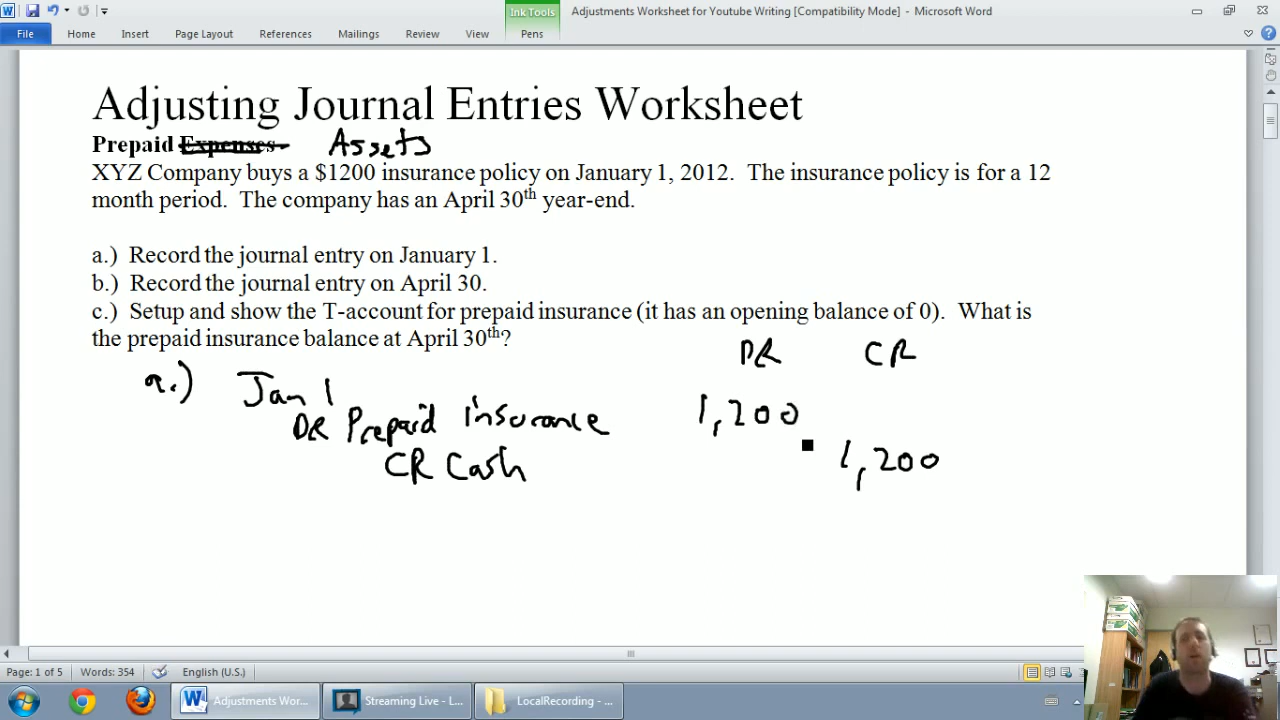 Ink Tools
Adjustments Worksheet for Youtube Writing [Compatibility Mode] - Microsoft Word
File Home Insert Page Layout References Mailings Review View Pens
Adjusting Journal Entries Worksheet
Prepaid Expenses Assets
XYZ Company buys a $1200 insurance policy on January 1, 2012. The insurance policy is for a 12
month period. The company has an April 30th year-end.
a.) Record the journal entry on January 1.
b.) Record the journal entry on April 30.
c.) Setup and show the T-account for prepaid insurance (it has an opening balance of 0). What is
the prepaid insurance balance at April 30th?
DR CR
a.) Jan 1
DR Prepaid insurance 1,200
CR Cash 1,200
Page: 1 of 5 Words: 354 English (U.S.)
Adjustments Wor... Streaming Live - L... LocalRecording - ...